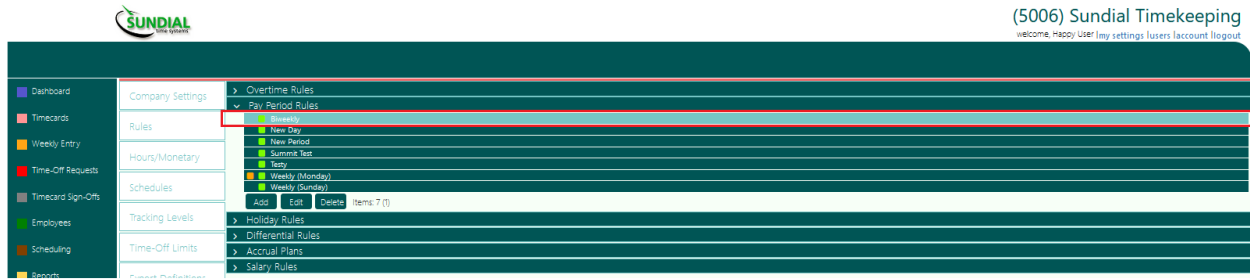 SUNDIAL
time systems
(5006) Sundial Timekeeping
welcome, Happy User |my settings |users |account |logout
Dashboard
Timecards
Weekly Entry
Time-Off Requests
Timecard Sign-Offs
Employees
Scheduling
Reports
Company Settings
Rules
Hours/Monetary
Schedules
Tracking Levels
Time-Off Limits
Export Definitions
> Overtime Rules
Pay Period Rules
Biweekly
New Day
New Period
Summit Test
Testy
Weekly (Monday)
Weekly (Sunday)
Add Edit Delete Items: 7 (1)
> Holiday Rules
> Differential Rules
> Accrual Plans
> Salary Rules